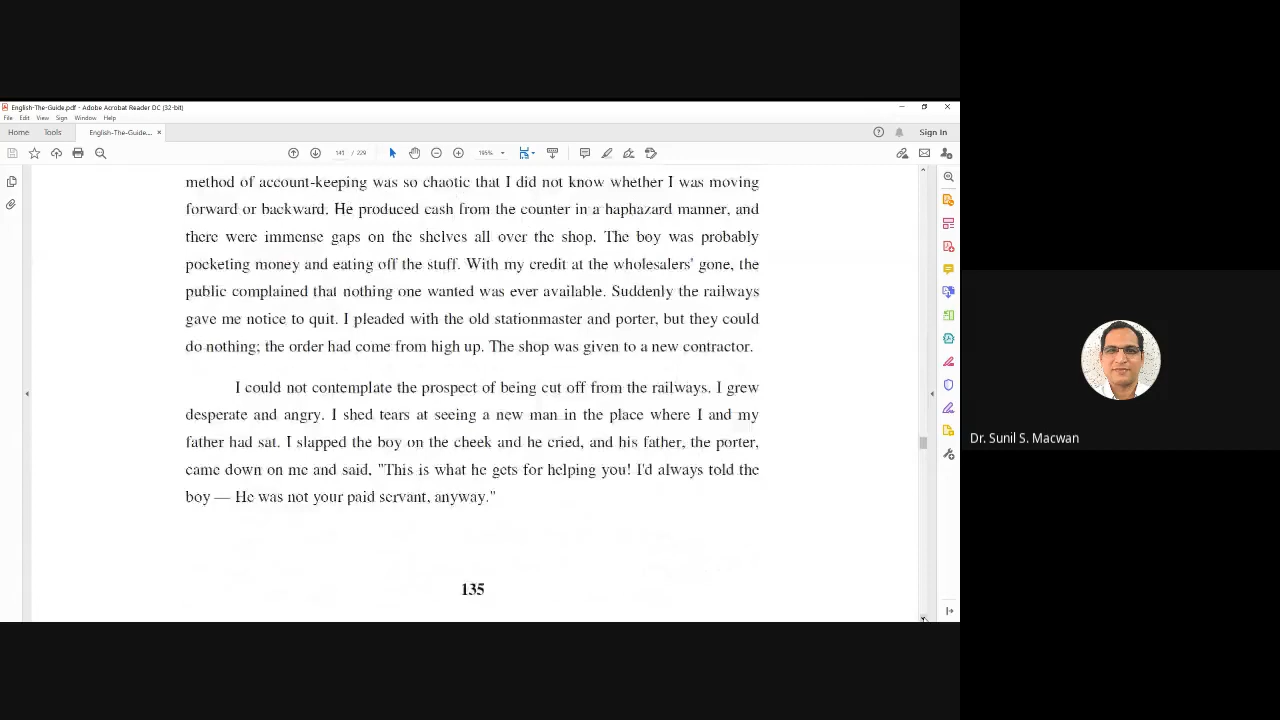 English-The-Guide.pdf - Adobe Acrobat Reader DC (32-bit)
File Edit View Sign Window Help
Home Tools English-The-Guide.... × Sign In
141 / 229 195%
method of account-keeping was so chaotic that I did not know whether I was moving
forward or backward. He produced cash from the counter in a haphazard manner, and
there were immense gaps on the shelves all over the shop. The boy was probably
pocketing money and eating off the stuff. With my credit at the wholesalers' gone, the
public complained that nothing one wanted was ever available. Suddenly the railways
gave me notice to quit. I pleaded with the old stationmaster and porter, but they could
do nothing; the order had come from high up. The shop was given to a new contractor.
I could not contemplate the prospect of being cut off from the railways. I grew
desperate and angry. I shed tears at seeing a new man in the place where I and my
father had sat. I slapped the boy on the cheek and he cried, and his father, the porter,
came down on me and said, "This is what he gets for helping you! I'd always told the
boy — He was not your paid servant, anyway."
135
Dr. Sunil S. Macwan